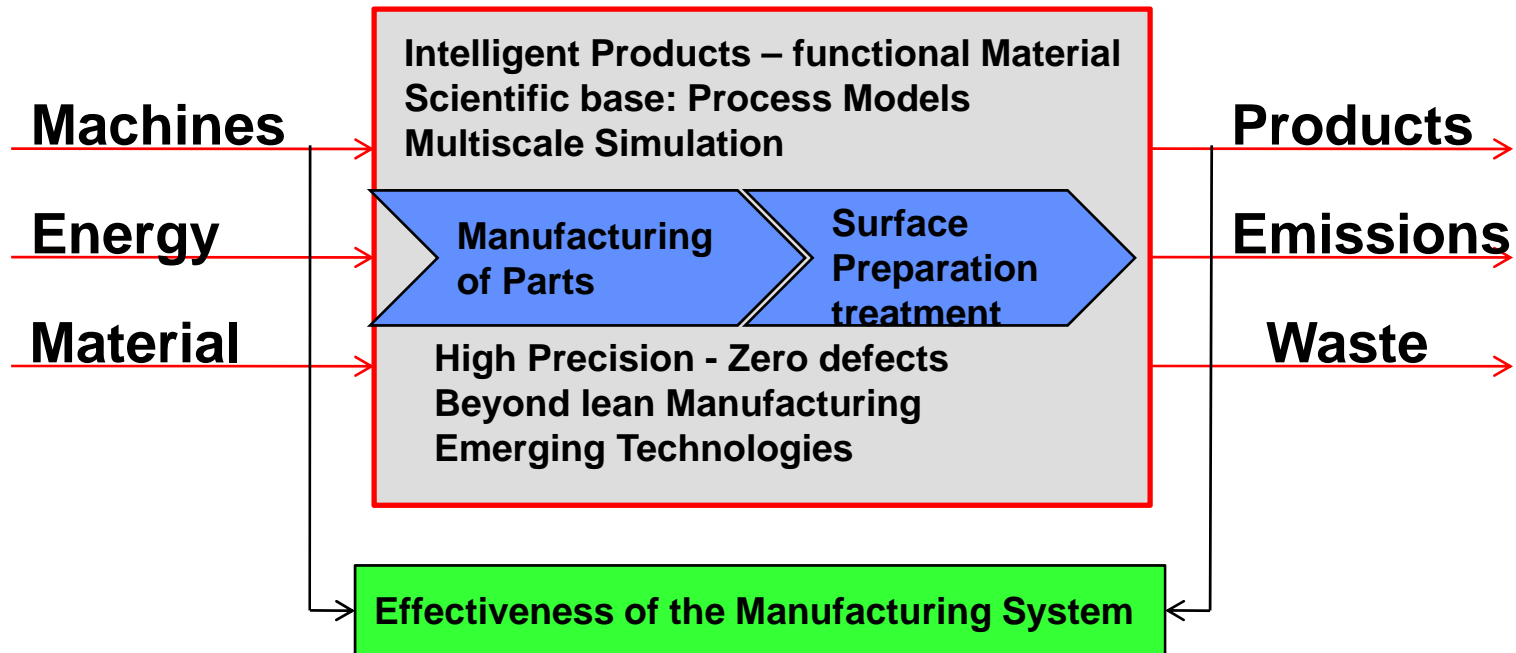 Intelligent Products – functional Material
Scientific base: Process Models
Multiscale Simulation
Machines
Energy
Material
Manufacturing
of Parts
Surface
Preparation
treatment
High Precision - Zero defects
Beyond lean Manufacturing
Emerging Technologies
Products
Emissions
Waste
Effectiveness of the Manufacturing System